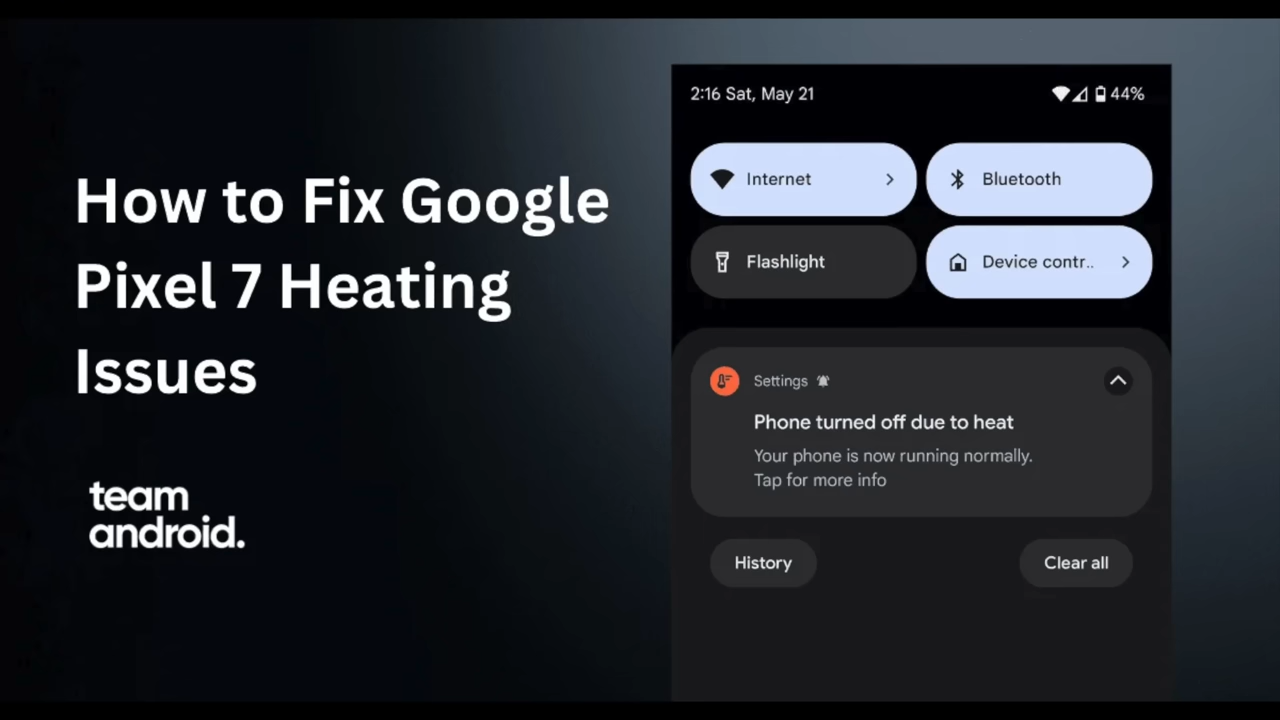 How to Fix Google
Pixel 7 Heating
Issues
team
android.
2:16 Sat, May 21
44%
Internet
Bluetooth
Flashlight
Device contr..
Settings
Phone turned off due to heat
Your phone is now running normally.
Tap for more info
History
Clear all